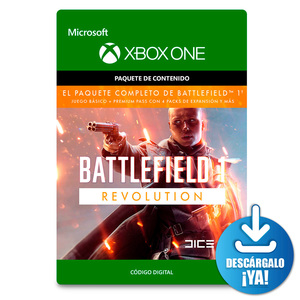 Microsoft
XBOX ONE
PAQUETE DE CONTENIDO
EL PAQUETE COMPLETO DE BATTLEFIELD™ 1!
JUEGO BÁSICO + PREMIUM PASS CON 4 PACKS DE EXPANSIÓN Y MÁS
BATTLEFIELD 1
REVOLUTION
DICE
CÓDIGO DIGITAL
DESCÁRGALO
¡YA!